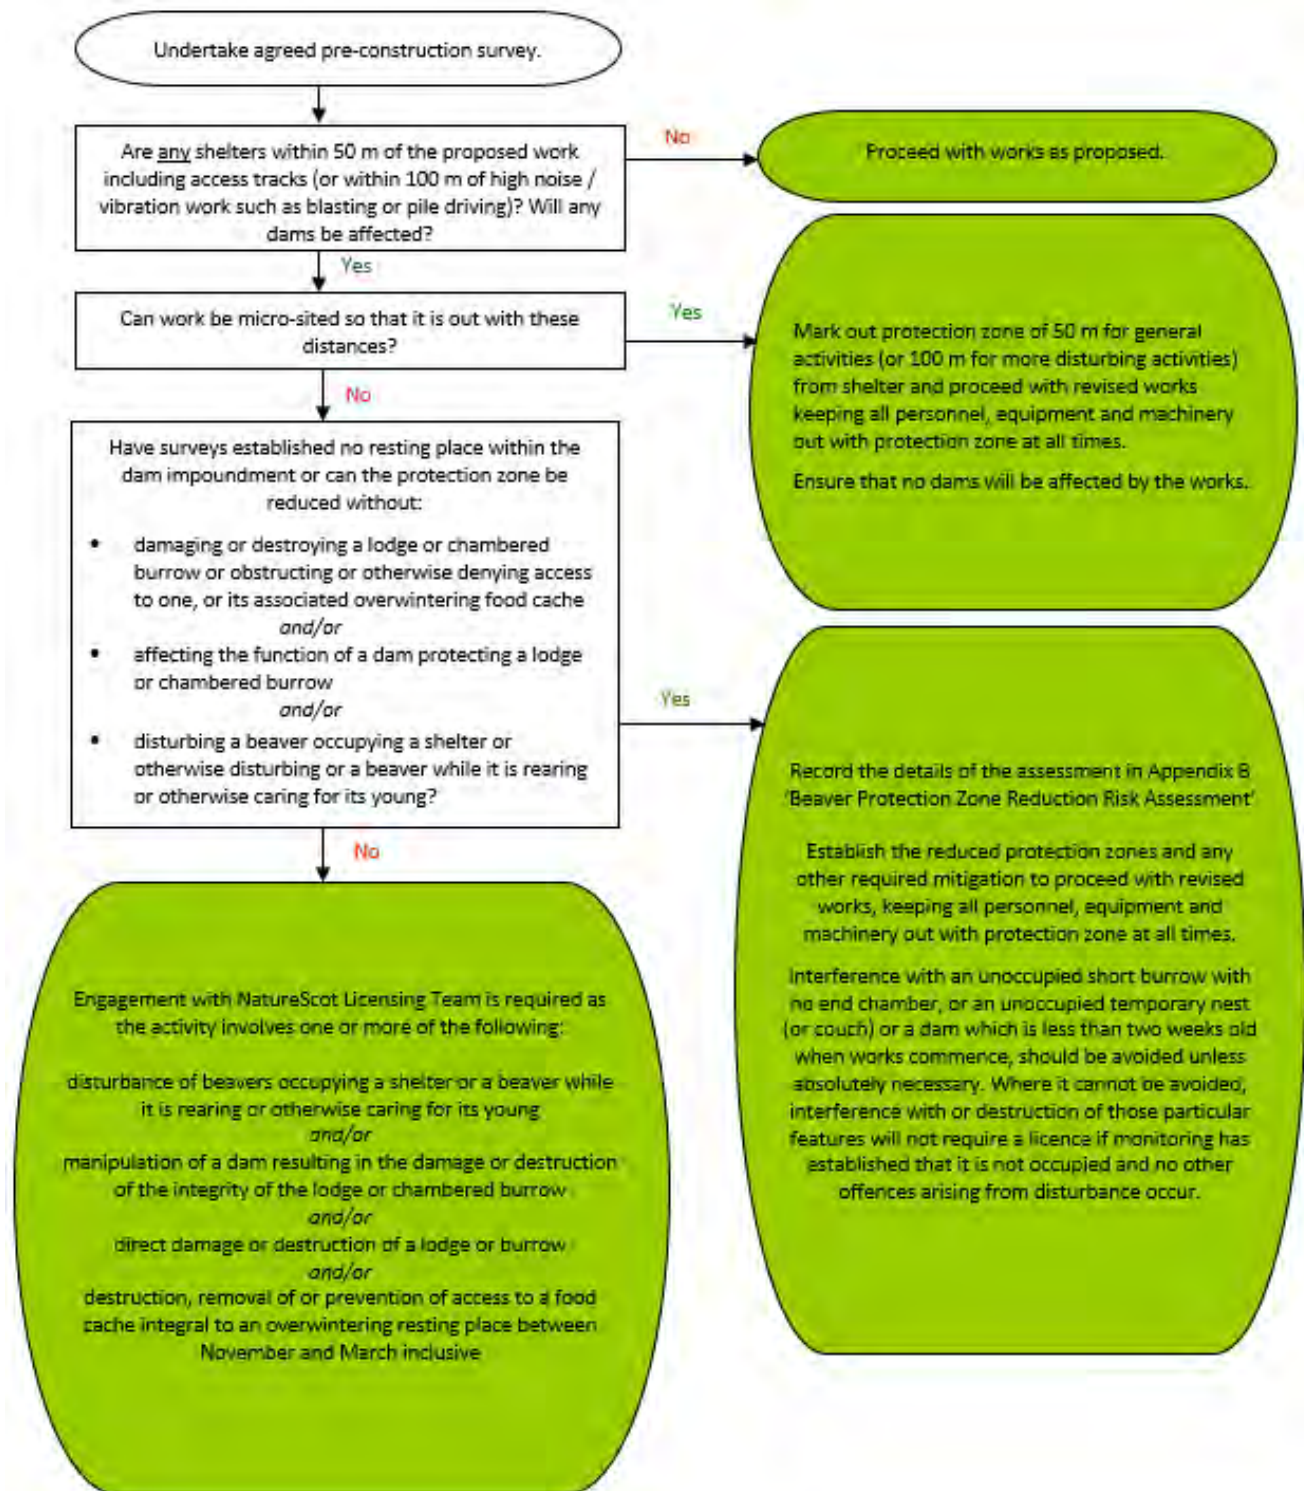 Undertake agreed pre-construction survey.
Are any shelters within 50 m of the proposed work
including access tracks (or within 100 m of high noise /
vibration work such as blasting or pile driving)? Will any
dams be affected?
No
Proceed with works as proposed.
Yes
Can work be micro-sited so that it is out with these
distances?
Yes
Mark out protection zone of 50 m for general
activities (or 100 m for more disturbing activities)
from shelter and proceed with revised works
keeping all personnel, equipment and machinery
out with protection zone at all times.
Ensure that no dams will be affected by the works.
No
Have surveys established no resting place within the
dam impoundment or can the protection zone be
reduced without:
• damaging or destroying a lodge or chambered
burrow or obstructing or otherwise denying access
to one, or its associated overwintering food cache
and/or
• affecting the function of a dam protecting a lodge
or chambered burrow
and/or
• disturbing a beaver occupying a shelter or
otherwise disturbing or a beaver while it is rearing
or otherwise caring for its young?
Yes
Record the details of the assessment in Appendix B
'Beaver Protection Zone Reduction Risk Assessment'
Establish the reduced protection zones and any
other required mitigation to proceed with revised
works, keeping all personnel, equipment and
machinery out with protection zone at all times.
Interference with an unoccupied short burrow with
no end chamber, or an unoccupied temporary nest
(or couch) or a dam which is less than two weeks old
when works commence, should be avoided unless
absolutely necessary. Where it cannot be avoided,
interference with or destruction of those particular
features will not require a licence if monitoring has
established that it is not occupied and no other
offences arising from disturbance occur.
No
Engagement with NatureScot Licensing Team is required as
the activity involves one or more of the following:
disturbance of beavers occupying a shelter or a beaver while
it is rearing or otherwise caring for its young
and/or
manipulation of a dam resulting in the damage or destruction
of the integrity of the lodge or chambered burrow
and/or
direct damage or destruction of a lodge or burrow
and/or
destruction, removal of or prevention of access to a food
cache integral to an overwintering resting place between
November and March inclusive